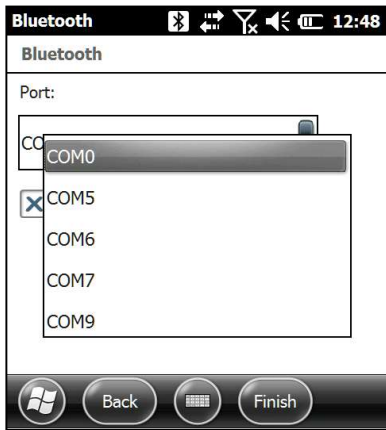 Bluetooth 12:48
Bluetooth
Port:
CO
COM0
COM5
COM6
COM7
COM9
Back Finish